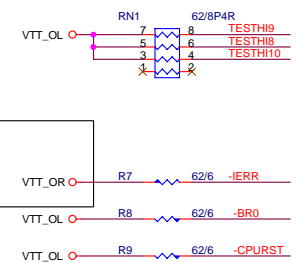 RN1 62/8P4R
VTT_OL 7 8 TESTHI9
5 6 TESTHI8
3 4 TESTHI10
1 2
VTT_OR R7 62/6 -IERR
VTT_OL R8 62/6 -BR0
VTT_OL R9 62/6 -CPURST